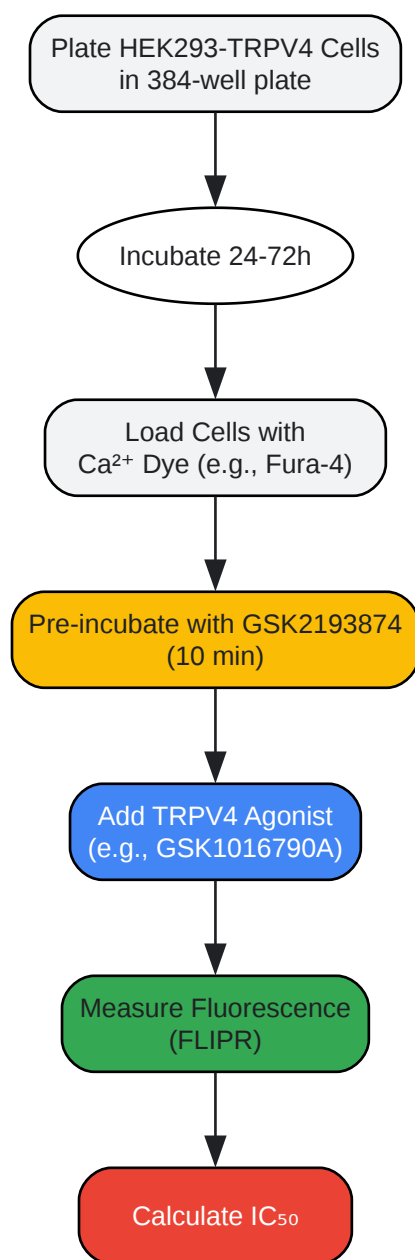 Plate HEK293-TRPV4 Cells
in 384-well plate
Incubate 24-72h
Load Cells with
Ca²⁺ Dye (e.g., Fura-4)
Pre-incubate with GSK2193874
(10 min)
Add TRPV4 Agonist
(e.g., GSK1016790A)
Measure Fluorescence
(FLIPR)
Calculate IC₅₀